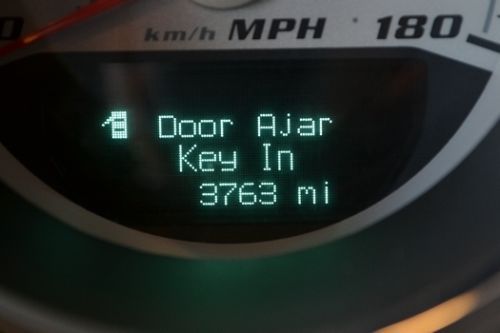 km/h MPH 180
Door Ajar
Key In
3763 mi